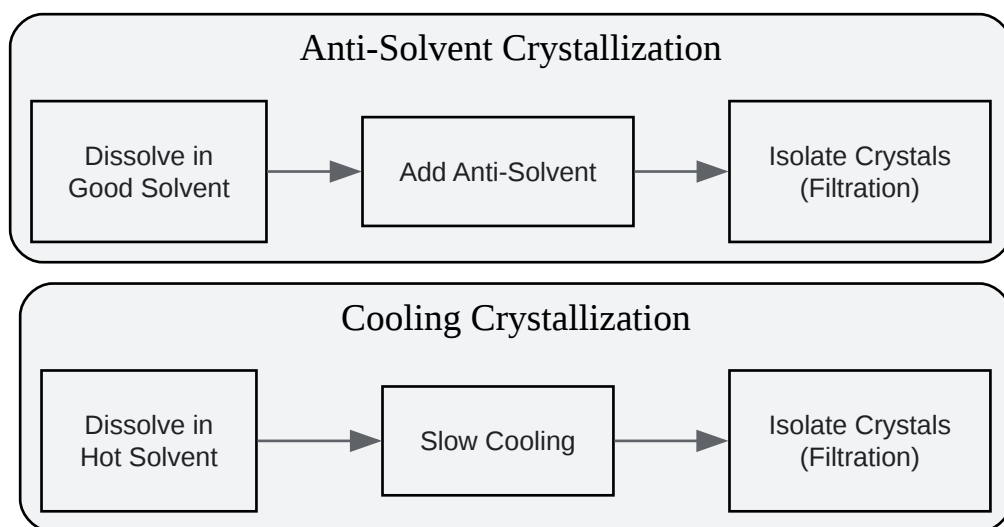 Anti-Solvent Crystallization
Dissolve in
Good Solvent
Add Anti-Solvent
Isolate Crystals
(Filtration)
Cooling Crystallization
Dissolve in
Hot Solvent
Slow Cooling
Isolate Crystals
(Filtration)